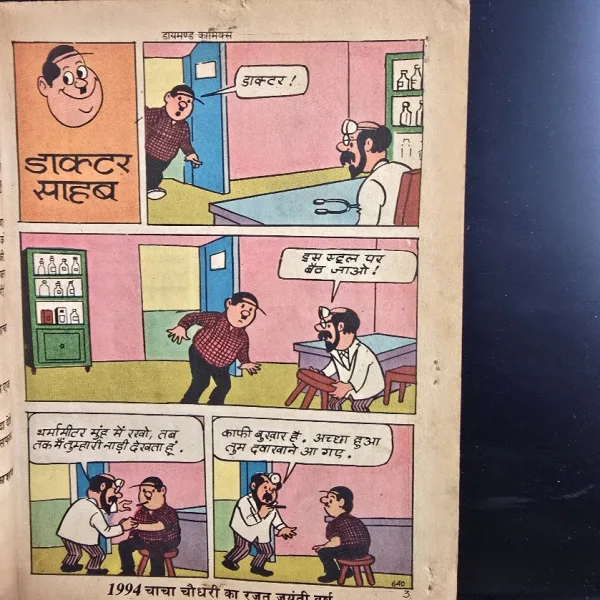 डायमण्ड कामिक्स
डाक्टर
साहब
डाक्टर !
इस स्टूल पर
बैठ जाओ !
थर्मामीटर मुंह में रखो, तब
तक मैं तुम्हारी नाड़ी देखता हूं .
काफी बुखार है . अच्छा हुआ
तुम दवाखाने आ गए .
640
3
1994 चाचा चौधरी का रजत जयंती वर्ष